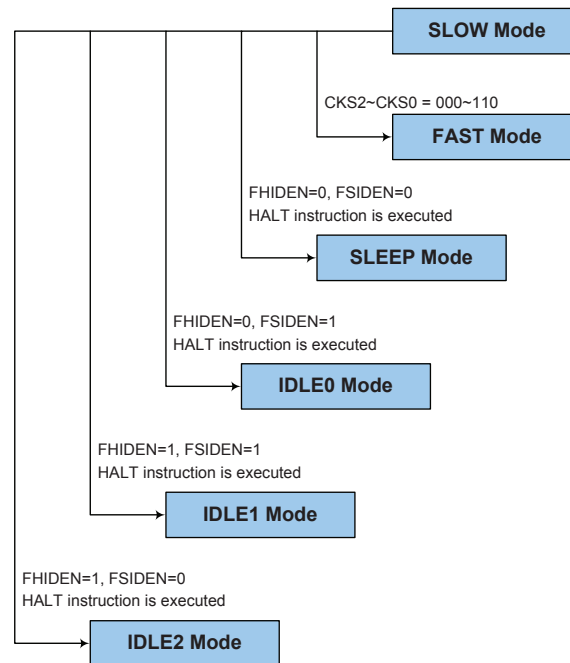 SLOW Mode
CKS2~CKS0 = 000~110
FAST Mode
FHIDEN=0, FSIDEN=0
HALT instruction is executed
SLEEP Mode
FHIDEN=0, FSIDEN=1
HALT instruction is executed
IDLE0 Mode
FHIDEN=1, FSIDEN=1
HALT instruction is executed
IDLE1 Mode
FHIDEN=1, FSIDEN=0
HALT instruction is executed
IDLE2 Mode